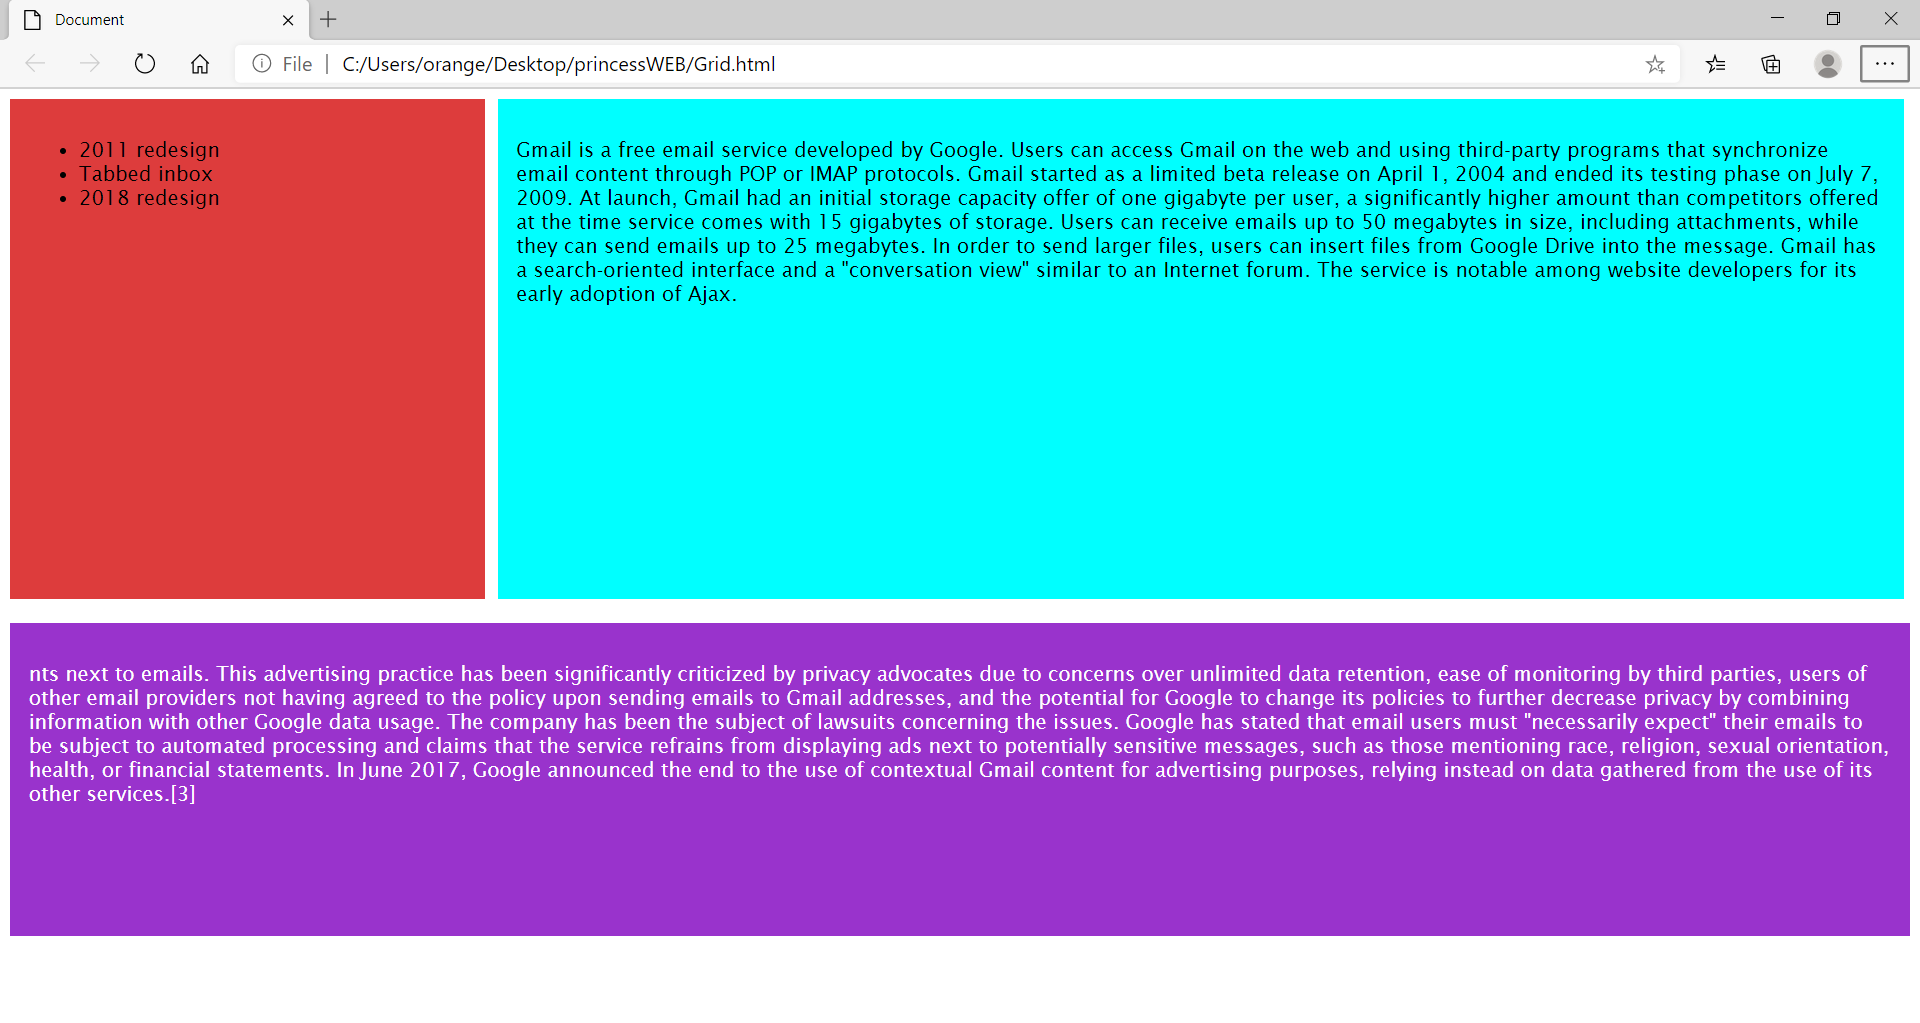 Document
File
C:/Users/orange/Desktop/princessWEB/Grid.html
2011 redesign
Tabbed inbox
2018 redesign
Gmail is a free email service developed by Google. Users can access Gmail on the web and using third-party programs that synchronize
email content through POP or IMAP protocols. Gmail started as a limited beta release on April 1, 2004 and ended its testing phase on July 7,
2009. At launch, Gmail had an initial storage capacity offer of one gigabyte per user, a significantly higher amount than competitors offered
at the time service comes with 15 gigabytes of storage. Users can receive emails up to 50 megabytes in size, including attachments, while
they can send emails up to 25 megabytes. In order to send larger files, users can insert files from Google Drive into the message. Gmail has
a search-oriented interface and a "conversation view" similar to an Internet forum. The service is notable among website developers for its
early adoption of Ajax.
nts next to emails. This advertising practice has been significantly criticized by privacy advocates due to concerns over unlimited data retention, ease of monitoring by third parties, users of
other email providers not having agreed to the policy upon sending emails to Gmail addresses, and the potential for Google to change its policies to further decrease privacy by combining
information with other Google data usage. The company has been the subject of lawsuits concerning the issues. Google has stated that email users must "necessarily expect" their emails to
be subject to automated processing and claims that the service refrains from displaying ads next to potentially sensitive messages, such as those mentioning race, religion, sexual orientation,
health, or financial statements. In June 2017, Google announced the end to the use of contextual Gmail content for advertising purposes, relying instead on data gathered from the use of its
other services.[3]